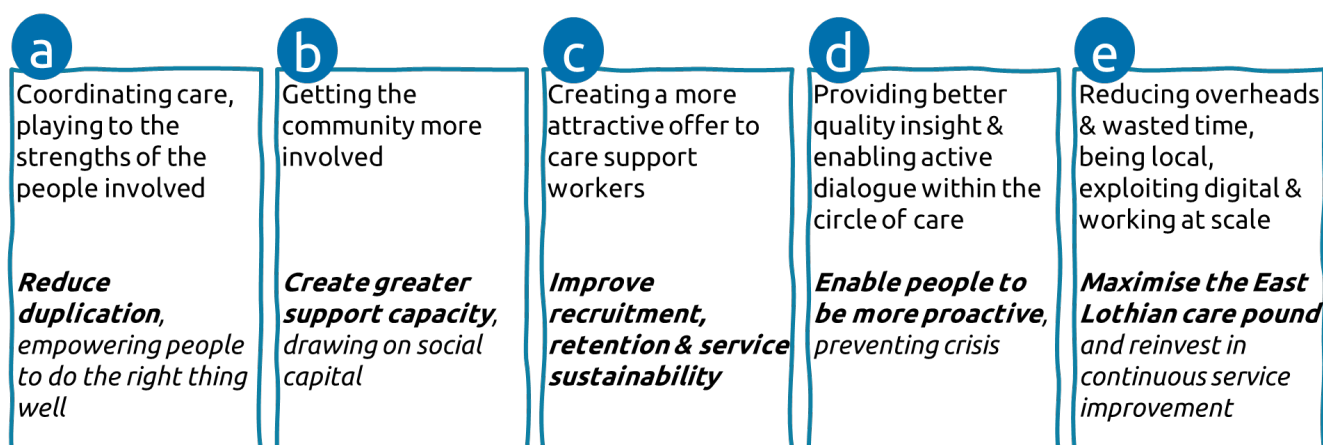 a
Coordinating care,
playing to the
strengths of the
people involved
Reduce
duplication,
empowering people
to do the right thing
well
b
Getting the
community more
involved
Create greater
support capacity,
drawing on social
capital
c
Creating a more
attractive offer to
care support
workers
Improve
recruitment,
retention & service
sustainability
d
Providing better
quality insight &
enabling active
dialogue within the
circle of care
Enable people to
be more proactive,
preventing crisis
e
Reducing overheads
& wasted time,
being local,
exploiting digital &
working at scale
Maximise the East
Lothian care pound
and reinvest in
continuous service
improvement